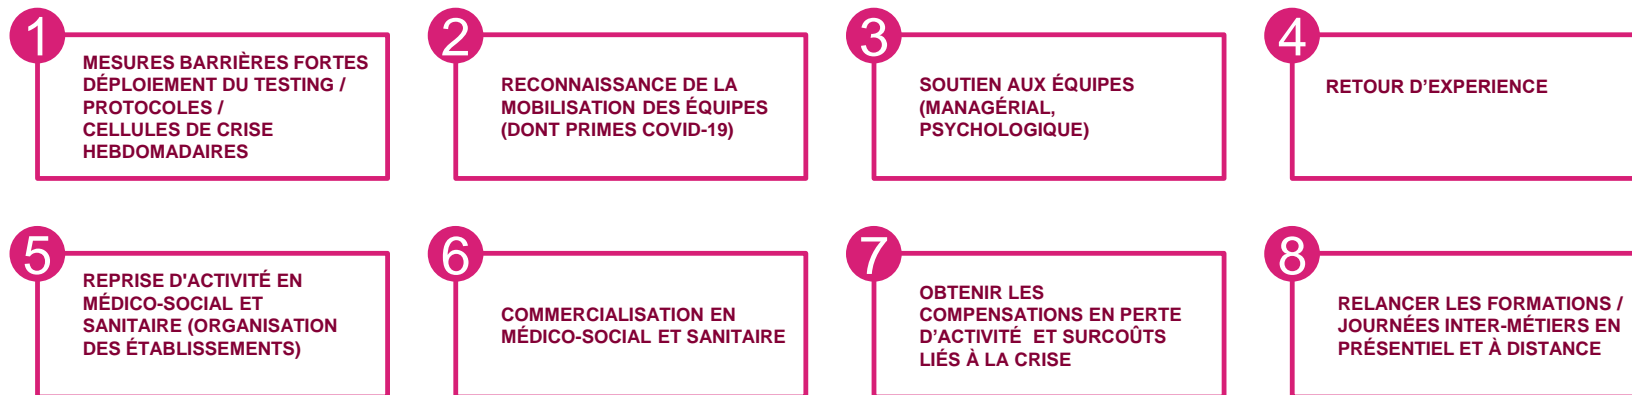 1
MESURES BARRIÈRES FORTES
DÉPLOIEMENT DU TESTING /
PROTOCOLES /
CELLULES DE CRISE
HEBDOMADAIRES
2
RECONNAISSANCE DE LA
MOBILISATION DES ÉQUIPES
(DONT PRIMES COVID-19)
3
SOUTIEN AUX ÉQUIPES
(MANAGÉRIAL,
PSYCHOLOGIQUE)
4
RETOUR D’EXPERIENCE
5
REPRISE D'ACTIVITÉ EN
MÉDICO-SOCIAL ET
SANITAIRE (ORGANISATION
DES ÉTABLISSEMENTS)
6
COMMERCIALISATION EN
MÉDICO-SOCIAL ET SANITAIRE
7
OBTENIR LES
COMPENSATIONS EN PERTE
D’ACTIVITÉ ET SURCOÛTS
LIÉS À LA CRISE
8
RELANCER LES FORMATIONS /
JOURNÉES INTER-MÉTIERS EN
PRÉSENTIEL ET À DISTANCE